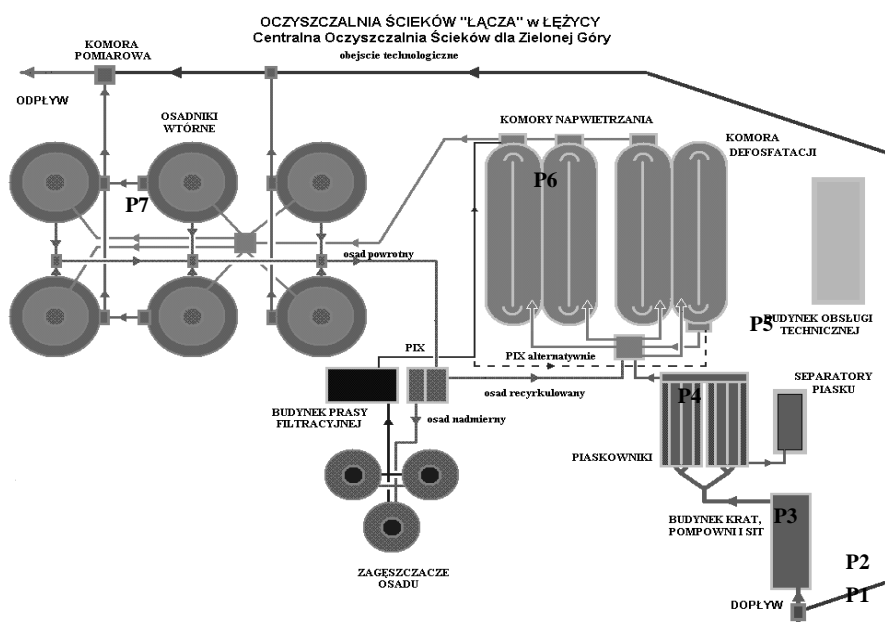 OCZYSZCZALNIA ŚCIEKÓW "ŁĄCZA" w ŁĘŻYCY
Centralna Oczyszczalnia Ścieków dla Zielonej Góry
obejscie technologiczne
KOMORA
POMIAROWA
ODPŁYW
OSADNIKI
WTÓRNE
KOMORY NAPWIETRZANIA
KOMORA
DEFOSFATACJI
P6
P7
osad powrotny
P5
BUDYNEK OBSŁUGI
TECHNICZNEJ
PIX
PIX alternatywnie
osad recyrkulowany
BUDYNEK PRASY
FILTRACYJNEJ
osad nadmierny
SEPARATORY
PIASKU
P4
PIASKOWNIKI
BUDYNEK KRAT,
POMPOWNI I SIT
P3
ZAGĘSZCZACZE
OSADU
P2
P1
DOPŁYW